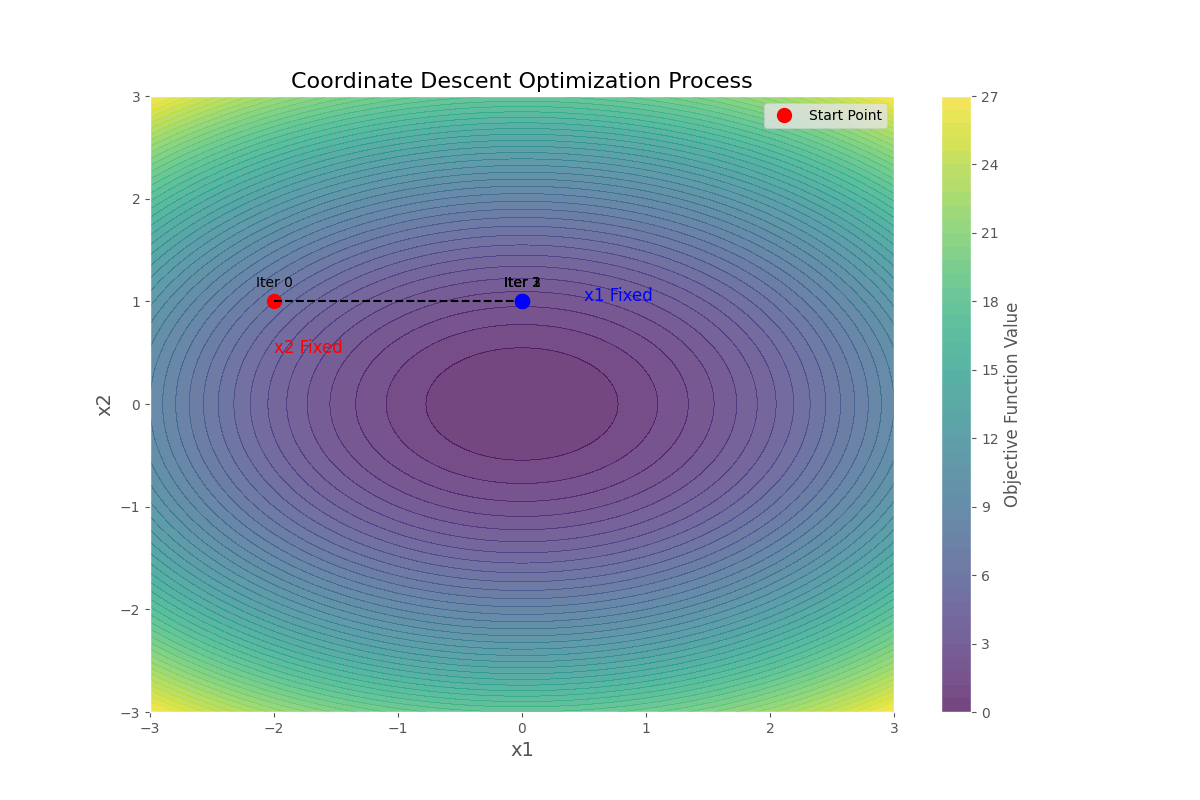 Coordinate Descent Optimization Process
Start Point
3
2
1
0
−1
−2
−3
x2
Iter 0
Iter
x1 Fixed
x2 Fixed
−3
−2
−1
0
1
2
3
x1
27
24
21
18
15
12
9
6
3
0
Objective Function Value